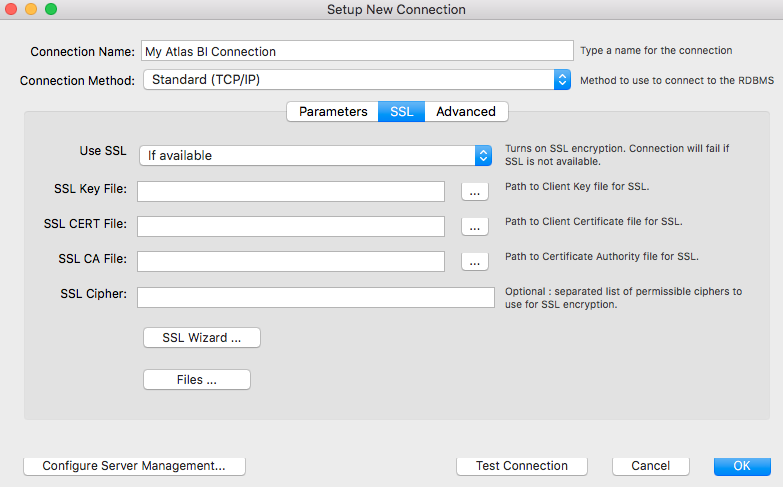 Setup New Connection
Connection Name: My Atlas BI Connection Type a name for the connection
Connection Method: Standard (TCP/IP) Method to use to connect to the RDBMS
Parameters SSL Advanced
Use SSL If available Turns on SSL encryption. Connection will fail if
SSL is not available.
SSL Key File: ... Path to Client Key file for SSL.
SSL CERT File: ... Path to Client Certificate file for SSL.
SSL CA File: ... Path to Certificate Authority file for SSL.
SSL Cipher: Optional : separated list of permissible ciphers to
use for SSL encryption.
SSL Wizard ...
Files ...
Configure Server Management... Test Connection Cancel OK